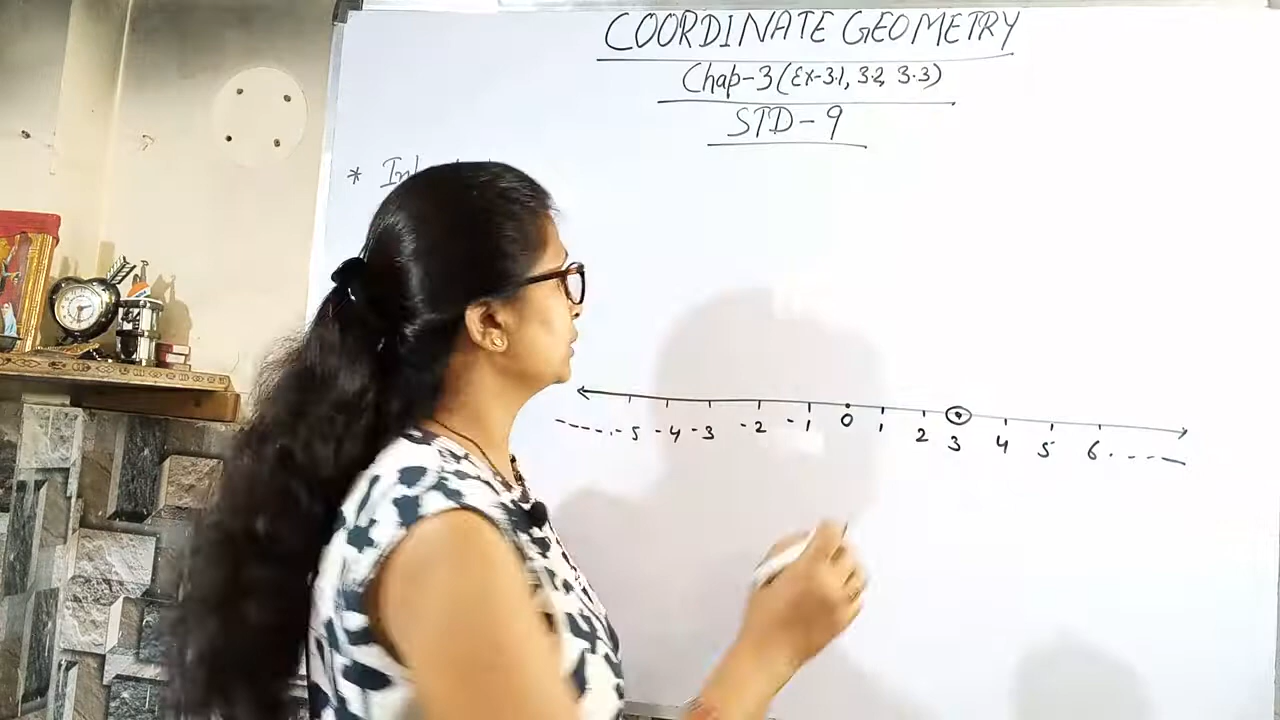 COORDINATE GEOMETRY
Chap-3 (Ex-3.1, 3.2, 3.3)
STD-9
*
-----.-5 -4 -3 -2 -1 0 1 2 3 4 5 6.----